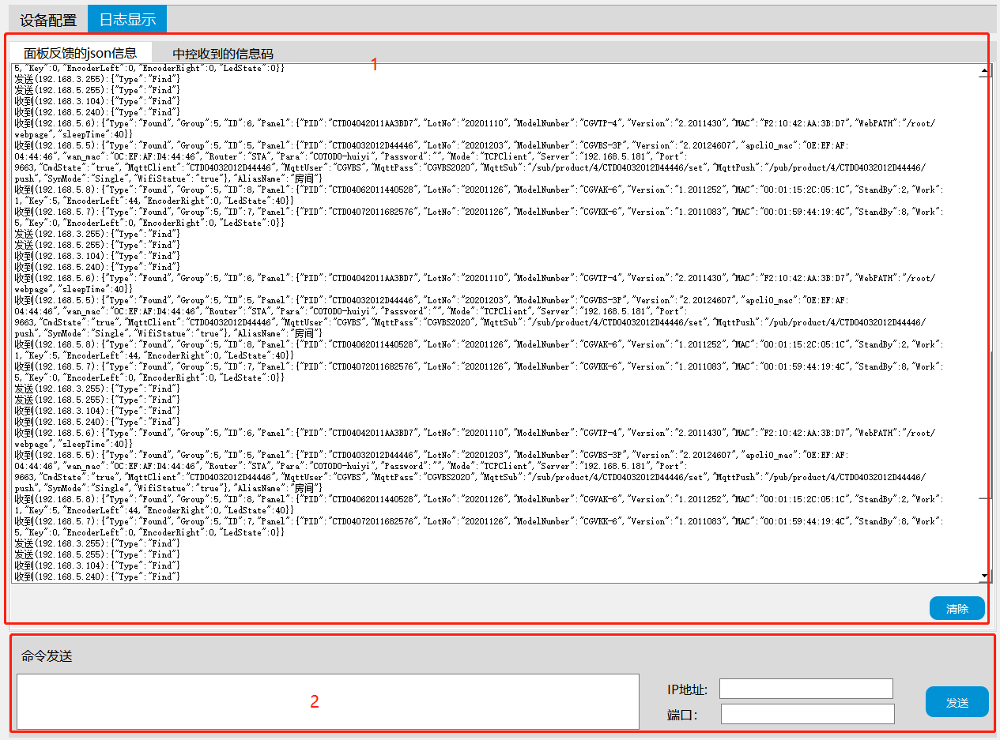 设备配置 日志显示
面板反馈的json信息 中控收到的信息码
1
5,"Key":0,"EncoderLeft":0,"EncoderRight":0,"LedState":0}}
发送(192.168.3.255):{"Type":"Find"}
发送(192.168.5.255):{"Type":"Find"}
收到(192.168.3.104):{"Type":"Find"}
收到(192.168.5.240):{"Type":"Find"}
收到(192.168.5.6):{"Type":"Found","Group":5,"ID":6,"Panel":{"PID":"CTD04042011AA3BD7","LotNo":"20201110","ModelNumber":"CGVTP-4","Version":"2.2011430","MAC":"F2:10:42:AA:3B:D7","WebPATH":"/root/
webpage","sleepTime":40}}
收到(192.168.5.5):{"Type":"Found","Group":5,"ID":5,"Panel":{"PID":"CTD04032012D44446","LotNo":"20201203","ModelNumber":"CGVBS-3P","Version":"2.20124607","apcli0_mac":"0E:EF:AF:
D4:44:46","wan_mac":"0C:EF:AF:D4:44:46","Router":"STA","Para":"COTODO-huiyi","Password":"","Mode":"TCPClient","Server":"192.168.5.181","Port":
9663,"CmdState":"true","MqttClient":"CTD04032012D44446","MqttUser":"CGVBS","MqttPass":"CGVBS2020","MqttSub":"/sub/product/4/CTD04032012D44446/set","MqttPush":"/pub/product/4/CTD04032012D44446/
push","SynMode":"Single","WifiStatue":"true"},"AliasName":"房间"}
收到(192.168.5.8):{"Type":"Found","Group":5,"ID":8,"Panel":{"PID":"CTD04062011440528","LotNo":"20201126","ModelNumber":"CGVAK-6","Version":"1.2011252","MAC":"00:01:15:2C:05:1C","StandBy":2,"Work":
1,"Key":5,"EncoderLeft":44,"EncoderRight":0,"LedState":40}}
收到(192.168.5.7):{"Type":"Found","Group":5,"ID":7,"Panel":{"PID":"CTD04072011682576","LotNo":"20201126","ModelNumber":"CGVKK-6","Version":"1.2011083","MAC":"00:01:59:44:19:4C","StandBy":8,"Work":
5,"Key":0,"EncoderLeft":0,"EncoderRight":0,"LedState":0}}
发送(192.168.3.255):{"Type":"Find"}
发送(192.168.5.255):{"Type":"Find"}
收到(192.168.3.104):{"Type":"Find"}
收到(192.168.5.240):{"Type":"Find"}
收到(192.168.5.6):{"Type":"Found","Group":5,"ID":6,"Panel":{"PID":"CTD04042011AA3BD7","LotNo":"20201110","ModelNumber":"CGVTP-4","Version":"2.2011430","MAC":"F2:10:42:AA:3B:D7","WebPATH":"/root/
webpage","sleepTime":40}}
收到(192.168.5.5):{"Type":"Found","Group":5,"ID":5,"Panel":{"PID":"CTD04032012D44446","LotNo":"20201203","ModelNumber":"CGVBS-3P","Version":"2.20124607","apcli0_mac":"0E:EF:AF:
D4:44:46","wan_mac":"0C:EF:AF:D4:44:46","Router":"STA","Para":"COTODO-huiyi","Password":"","Mode":"TCPClient","Server":"192.168.5.181","Port":
9663,"CmdState":"true","MqttClient":"CTD04032012D44446","MqttUser":"CGVBS","MqttPass":"CGVBS2020","MqttSub":"/sub/product/4/CTD04032012D44446/set","MqttPush":"/pub/product/4/CTD04032012D44446/
push","SynMode":"Single","WifiStatue":"true"},"AliasName":"房间"}
收到(192.168.5.8):{"Type":"Found","Group":5,"ID":8,"Panel":{"PID":"CTD04062011440528","LotNo":"20201126","ModelNumber":"CGVAK-6","Version":"1.2011252","MAC":"00:01:15:2C:05:1C","StandBy":2,"Work":
1,"Key":5,"EncoderLeft":44,"EncoderRight":0,"LedState":40}}
收到(192.168.5.7):{"Type":"Found","Group":5,"ID":7,"Panel":{"PID":"CTD04072011682576","LotNo":"20201126","ModelNumber":"CGVKK-6","Version":"1.2011083","MAC":"00:01:59:44:19:4C","StandBy":8,"Work":
5,"Key":0,"EncoderLeft":0,"EncoderRight":0,"LedState":0}}
发送(192.168.3.255):{"Type":"Find"}
发送(192.168.5.255):{"Type":"Find"}
收到(192.168.3.104):{"Type":"Find"}
收到(192.168.5.240):{"Type":"Find"}
收到(192.168.5.6):{"Type":"Found","Group":5,"ID":6,"Panel":{"PID":"CTD04042011AA3BD7","LotNo":"20201110","ModelNumber":"CGVTP-4","Version":"2.2011430","MAC":"F2:10:42:AA:3B:D7","WebPATH":"/root/
webpage","sleepTime":40}}
收到(192.168.5.5):{"Type":"Found","Group":5,"ID":5,"Panel":{"PID":"CTD04032012D44446","LotNo":"20201203","ModelNumber":"CGVBS-3P","Version":"2.20124607","apcli0_mac":"0E:EF:AF:
D4:44:46","wan_mac":"0C:EF:AF:D4:44:46","Router":"STA","Para":"COTODO-huiyi","Password":"","Mode":"TCPClient","Server":"192.168.5.181","Port":
9663,"CmdState":"true","MqttClient":"CTD04032012D44446","MqttUser":"CGVBS","MqttPass":"CGVBS2020","MqttSub":"/sub/product/4/CTD04032012D44446/set","MqttPush":"/pub/product/4/CTD04032012D44446/
push","SynMode":"Single","WifiStatue":"true"},"AliasName":"房间"}
收到(192.168.5.8):{"Type":"Found","Group":5,"ID":8,"Panel":{"PID":"CTD04062011440528","LotNo":"20201126","ModelNumber":"CGVAK-6","Version":"1.2011252","MAC":"00:01:15:2C:05:1C","StandBy":2,"Work":
1,"Key":5,"EncoderLeft":44,"EncoderRight":0,"LedState":40}}
收到(192.168.5.7):{"Type":"Found","Group":5,"ID":7,"Panel":{"PID":"CTD04072011682576","LotNo":"20201126","ModelNumber":"CGVKK-6","Version":"1.2011083","MAC":"00:01:59:44:19:4C","StandBy":8,"Work":
5,"Key":0,"EncoderLeft":0,"EncoderRight":0,"LedState":0}}
发送(192.168.3.255):{"Type":"Find"}
发送(192.168.5.255):{"Type":"Find"}
收到(192.168.3.104):{"Type":"Find"}
收到(192.168.5.240):{"Type":"Find"}
清除
命令发送
2
IP地址:
端口:
发送